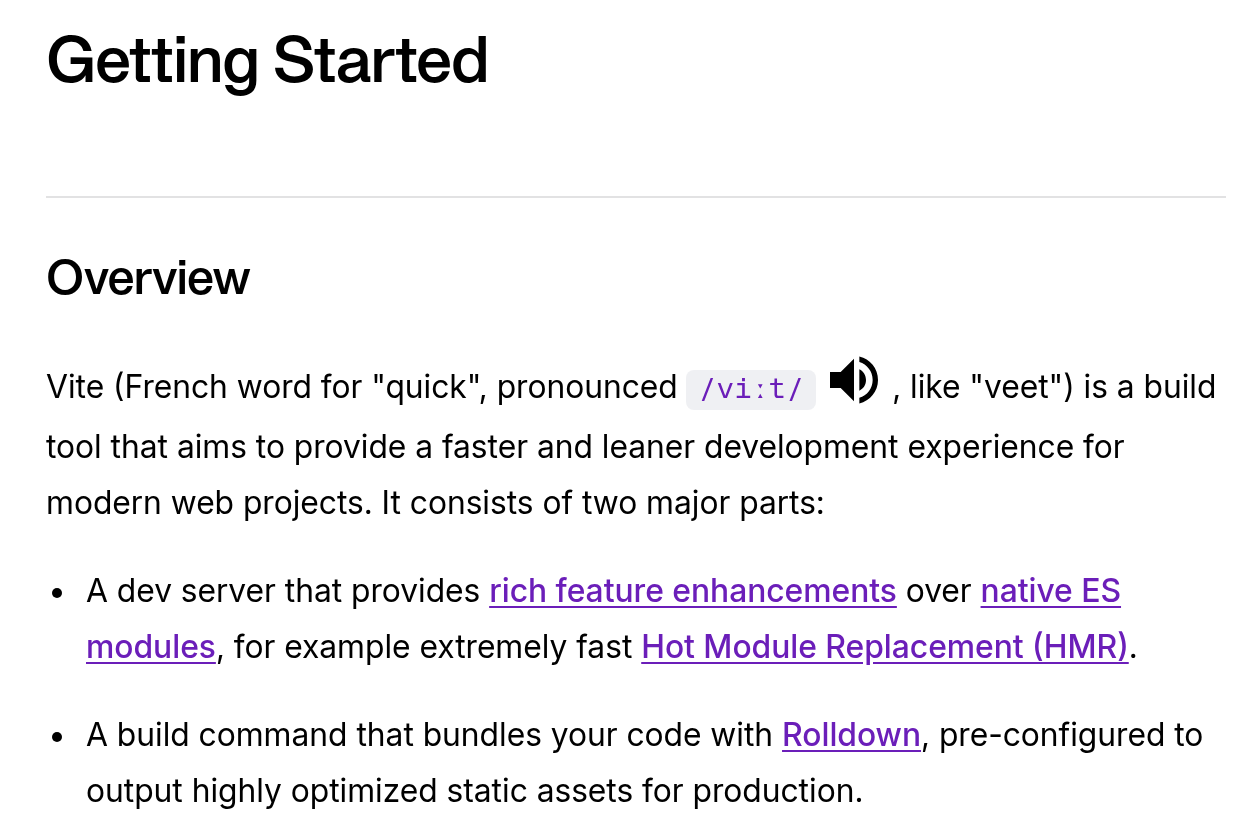 Getting Started
Overview
Vite (French word for "quick", pronounced /viːt/ , like "veet") is a build
tool that aims to provide a faster and leaner development experience for
modern web projects. It consists of two major parts:
• A dev server that provides rich feature enhancements over native ES
modules, for example extremely fast Hot Module Replacement (HMR).
• A build command that bundles your code with Rolldown, pre-configured to
output highly optimized static assets for production.